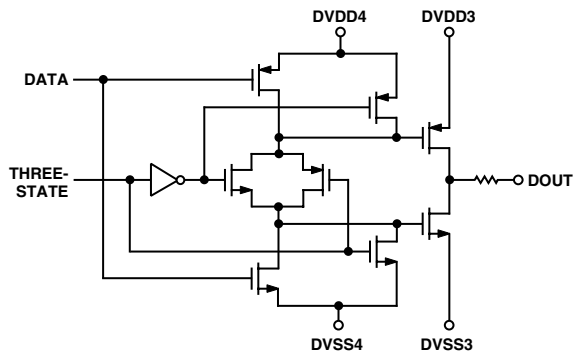 DVDD4
DVDD3
DATA
THREE-
STATE
DOUT
DVSS4
DVSS3